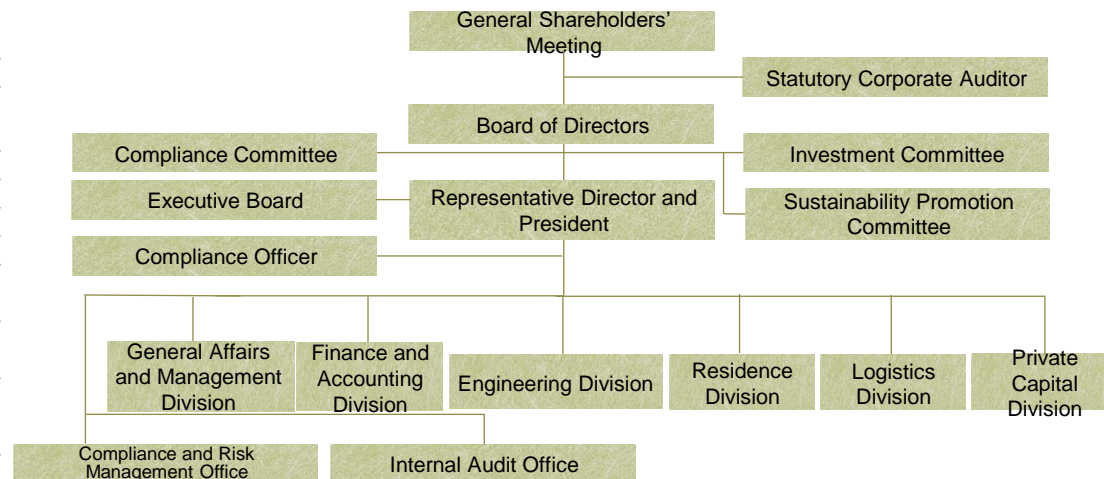 General Shareholders’
Meeting
Statutory Corporate Auditor
Board of Directors
Compliance Committee
Investment Committee
Executive Board
Representative Director and
President
Sustainability Promotion
Committee
Compliance Officer
General Affairs
and Management
Division
Finance and
Accounting
Division
Engineering Division
Residence
Division
Logistics
Division
Private
Capital
Division
Compliance and Risk
Management Office
Internal Audit Office